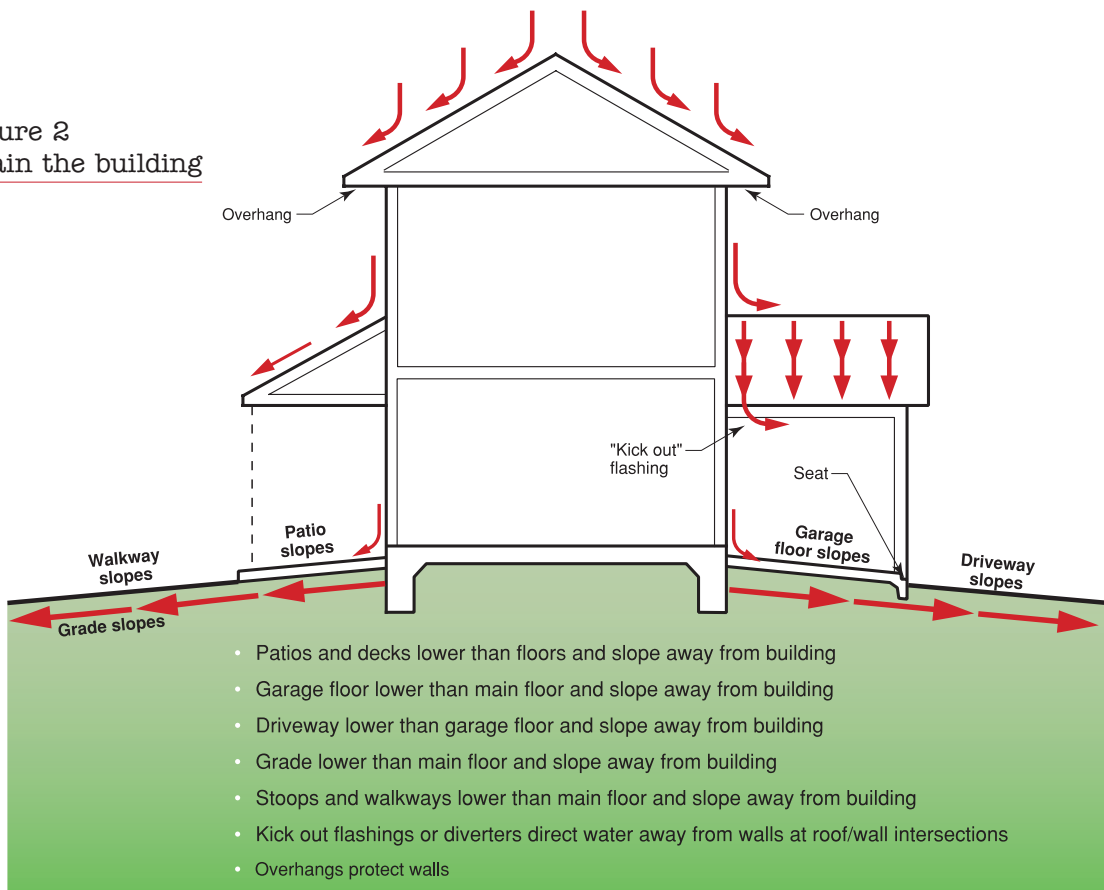 ure 2
ain the building
Overhang
Overhang
"Kick out"
flashing
Seat
Patio
slopes
Garage
floor slopes
Walkway
slopes
Driveway
slopes
Grade slopes
• Patios and decks lower than floors and slope away from building
• Garage floor lower than main floor and slope away from building
• Driveway lower than garage floor and slope away from building
• Grade lower than main floor and slope away from building
• Stoops and walkways lower than main floor and slope away from building
• Kick out flashings or diverters direct water away from walls at roof/wall intersections
• Overhangs protect walls